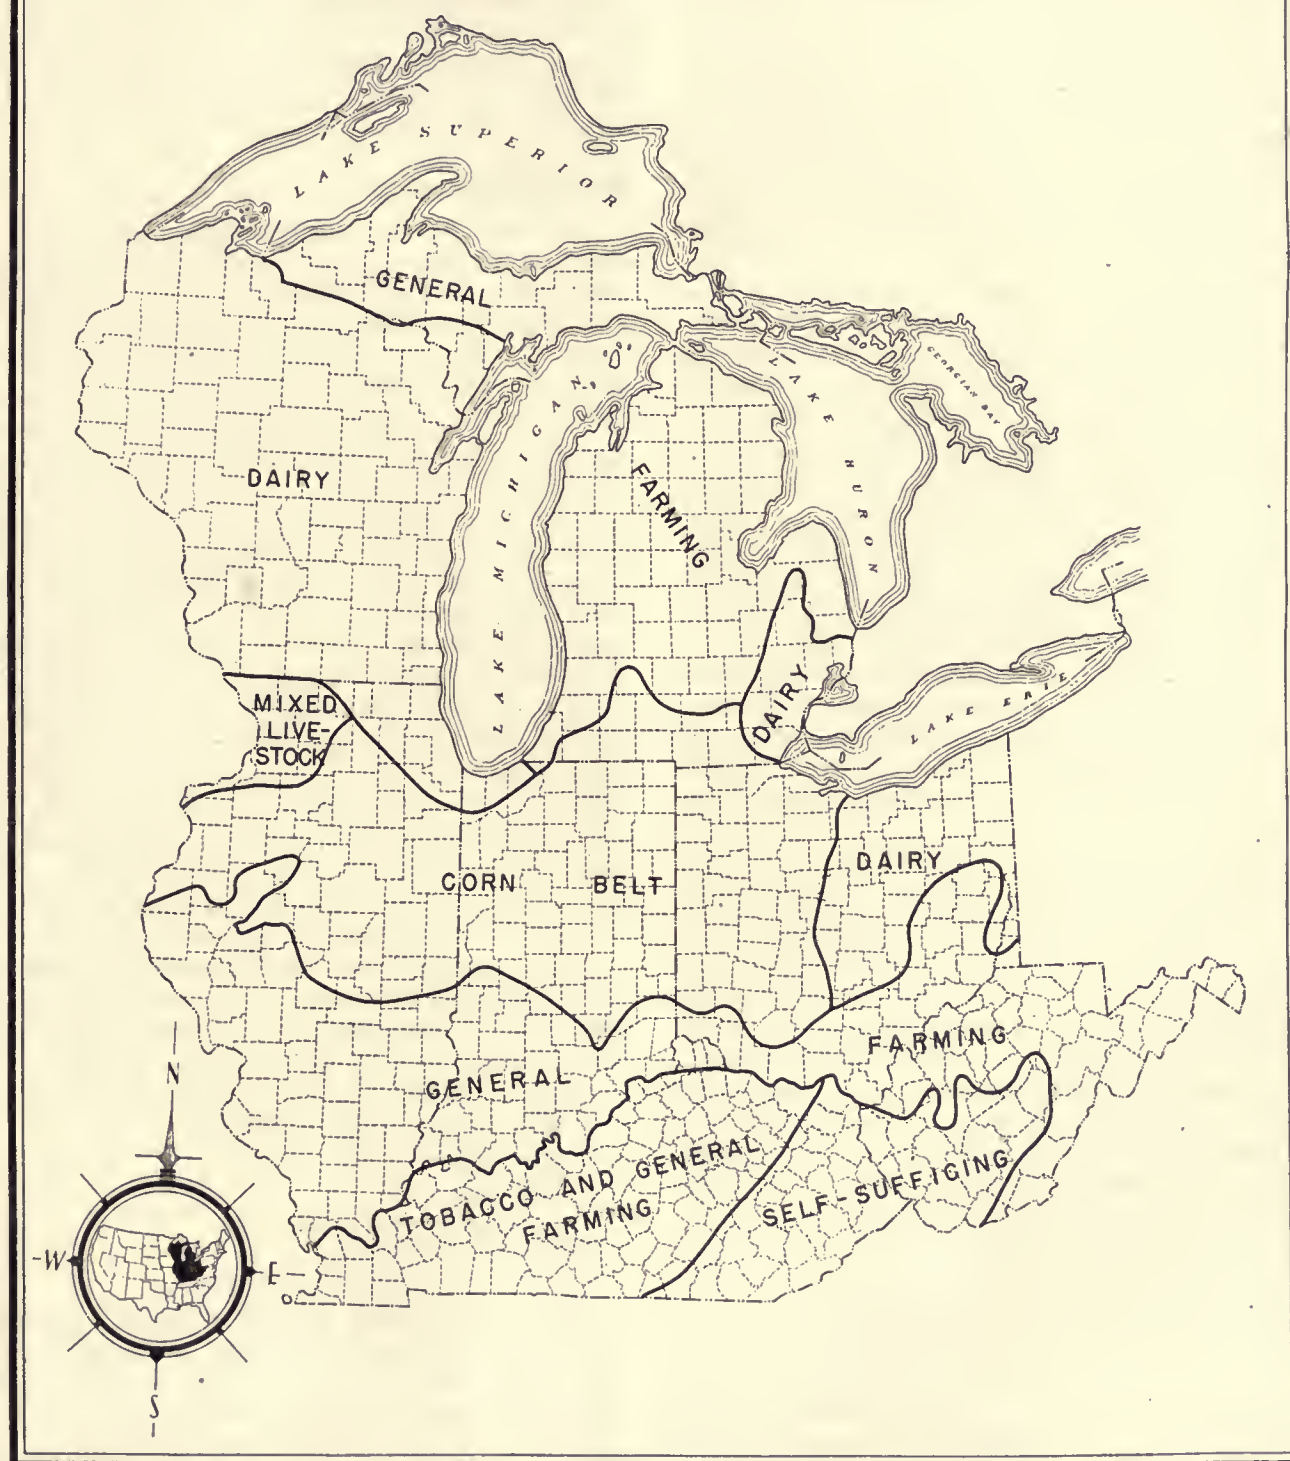 LAKE SUPERIOR
GENERAL
GEORGIAN BAY
LAKE HURON
LAKE MICHIGAN
DAIRY
FARMING
MIXED
LIVE-
STOCK
DAIRY
LAKE ERIE
CORN BELT
DAIRY
FARMING
GENERAL
TOBACCO AND GENERAL
FARMING
SELF-SUFFICING
N
W
E
S